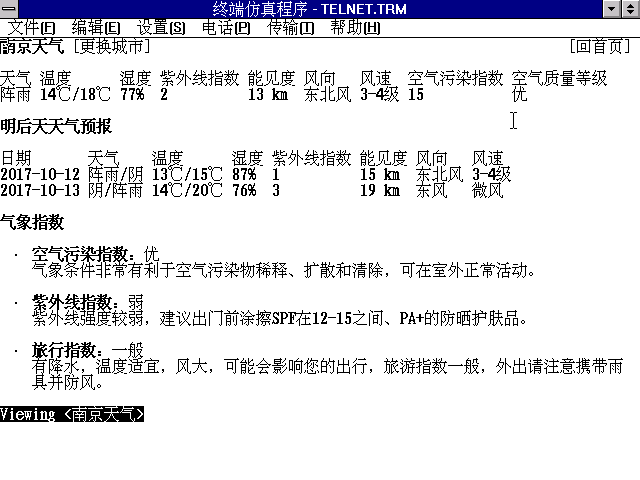 终端仿真程序 - TELNET.TRM
文件(F) 编辑(E) 设置(S) 电话(P) 传输(T) 帮助(H)
南京天气 [更换城市] [回首页]
天气 温度 湿度 紫外线指数 能见度 风向 风速 空气污染指数 空气质量等级
阵雨 14℃/18℃ 77% 2 13 km 东北风 3-4级 15 优
明后天天气预报
日期 天气 温度 湿度 紫外线指数 能见度 风向 风速
2017-10-12 阵雨/阴 13℃/15℃ 87% 1 15 km 东北风 3-4级
2017-10-13 阴/阵雨 14℃/20℃ 76% 3 19 km 东风 微风
气象指数
· 空气污染指数：优
气象条件非常有利于空气污染物稀释、扩散和清除，可在室外正常活动。
· 紫外线指数：弱
紫外线强度较弱，建议出门前涂擦SPF在12-15之间、PA+的防晒护肤品。
· 旅行指数：一般
有降水，温度适宜，风大，可能会影响您的出行，旅游指数一般，外出请注意携带雨
具并防风。
Viewing <南京天气>